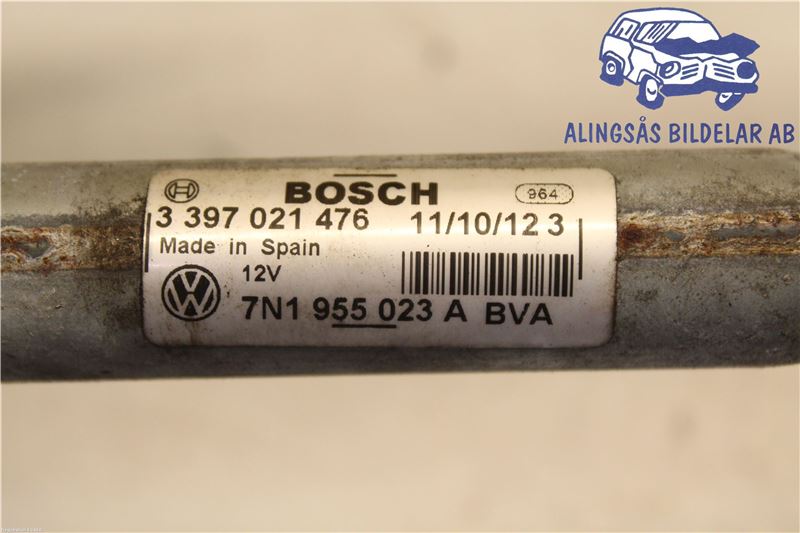 ALINGSÅS BILDELAR AB
BOSCH 964
3 397 021 476 11/10/12 3
Made in Spain
12V
7N1 955 023 A BVA